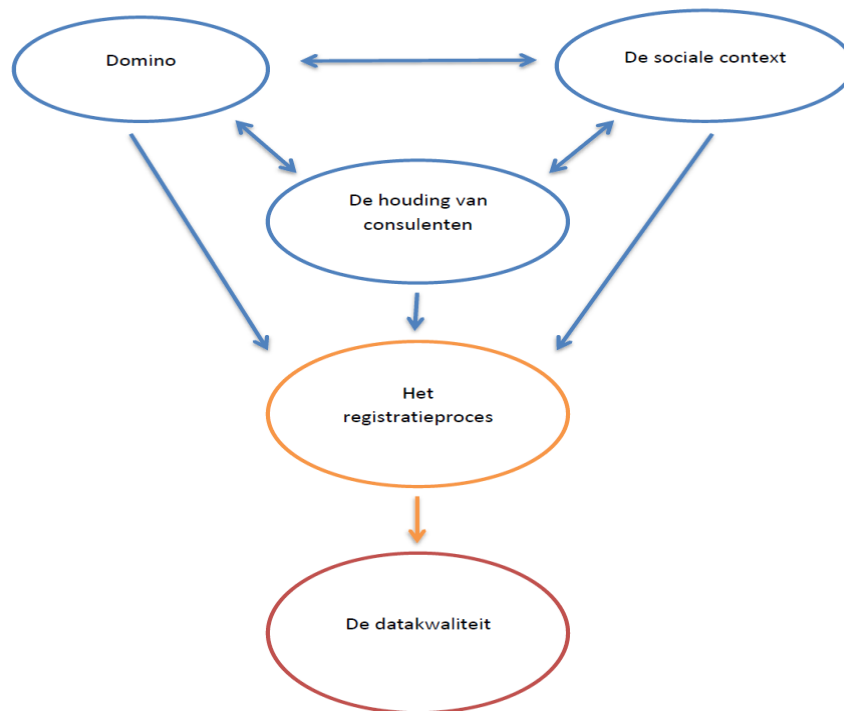 Domino
De sociale context
De houding van
consulenten
Het
registratieproces
De datakwaliteit